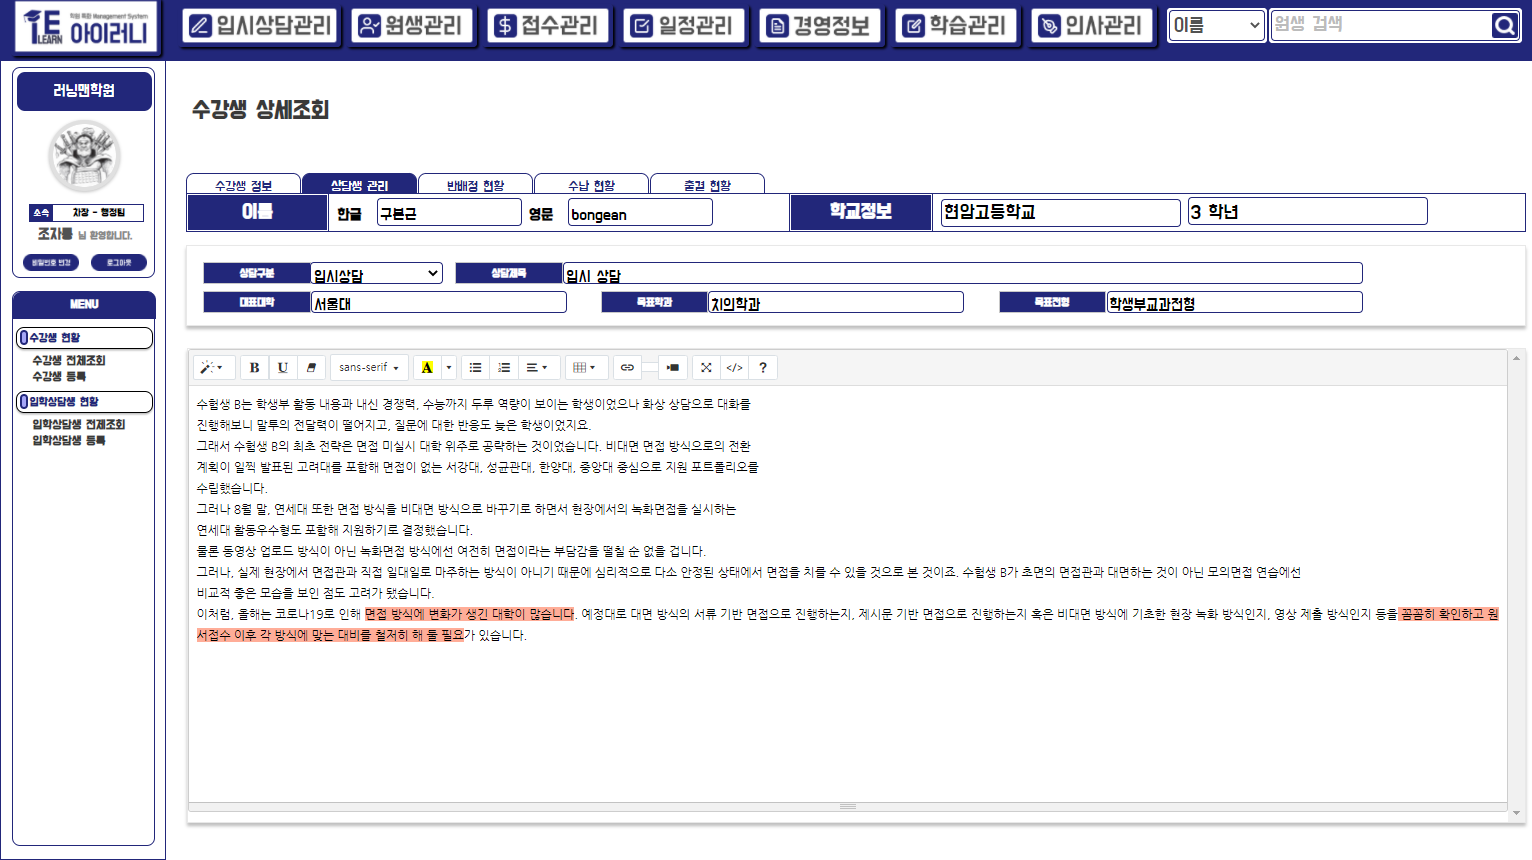 학원 특화 Management System
E LEARN 아이러니
입시상담관리 원생관리 접수관리 일정관리 경영정보 학습관리 인사관리 이름 원생 검색
러닝맨학원
소속 차장 - 행정팀
조자룡 님 환영합니다.
비밀번호 변경 로그아웃
MENU
수강생 현황
수강생 전체조회
수강생 등록
입학상담생 현황
입학상담생 전체조회
입학상담생 등록
수강생 상세조회
수강생 정보 상담생 관리 반배정 현황 수납 현황 출결 현황
이름 한글 구본근 영문 bongean 학교정보 현암고등학교 3 학년
상담구분 입시상담 상담제목 입시 상담
대표대학 서울대 목표학과 치의학과 목표전형 학생부교과전형
B U sans-serif A </> ?
수험생 B는 학생부 활동 내용과 내신 경쟁력, 수능까지 두루 역량이 보이는 학생이었으나 화상 상담으로 대화를
진행해보니 말투의 전달력이 떨어지고, 질문에 대한 반응도 늦은 학생이었지요.
그래서 수험생 B의 최초 전략은 면접 미실시 대학 위주로 공략하는 것이었습니다. 비대면 면접 방식으로의 전환
계획이 일찍 발표된 고려대를 포함해 면접이 없는 서강대, 성균관대, 한양대, 중앙대 중심으로 지원 포트폴리오를
수립했습니다.
그러나 8월 말, 연세대 또한 면접 방식을 비대면 방식으로 바꾸기로 하면서 현장에서의 녹화면접을 실시하는
연세대 활동우수형도 포함해 지원하기로 결정했습니다.
물론 동영상 업로드 방식이 아닌 녹화면접 방식에선 여전히 면접이라는 부담감을 떨칠 순 없을 겁니다.
그러나, 실제 현장에서 면접관과 직접 일대일로 마주하는 방식이 아니기 때문에 심리적으로 다소 안정된 상태에서 면접을 치를 수 있을 것으로 본 것이죠. 수험생 B가 초면의 면접관과 대면하는 것이 아닌 모의면접 연습에선
비교적 좋은 모습을 보인 점도 고려가 됐습니다.
이처럼, 올해는 코로나19로 인해 면접 방식에 변화가 생긴 대학이 많습니다. 예정대로 대면 방식의 서류 기반 면접으로 진행하는지, 제시문 기반 면접으로 진행하는지 혹은 비대면 방식에 기초한 현장 녹화 방식인지, 영상 제출 방식인지 등을 꼼꼼히 확인하고 원
서접수 이후 각 방식에 맞는 대비를 철저히 해 둘 필요가 있습니다.